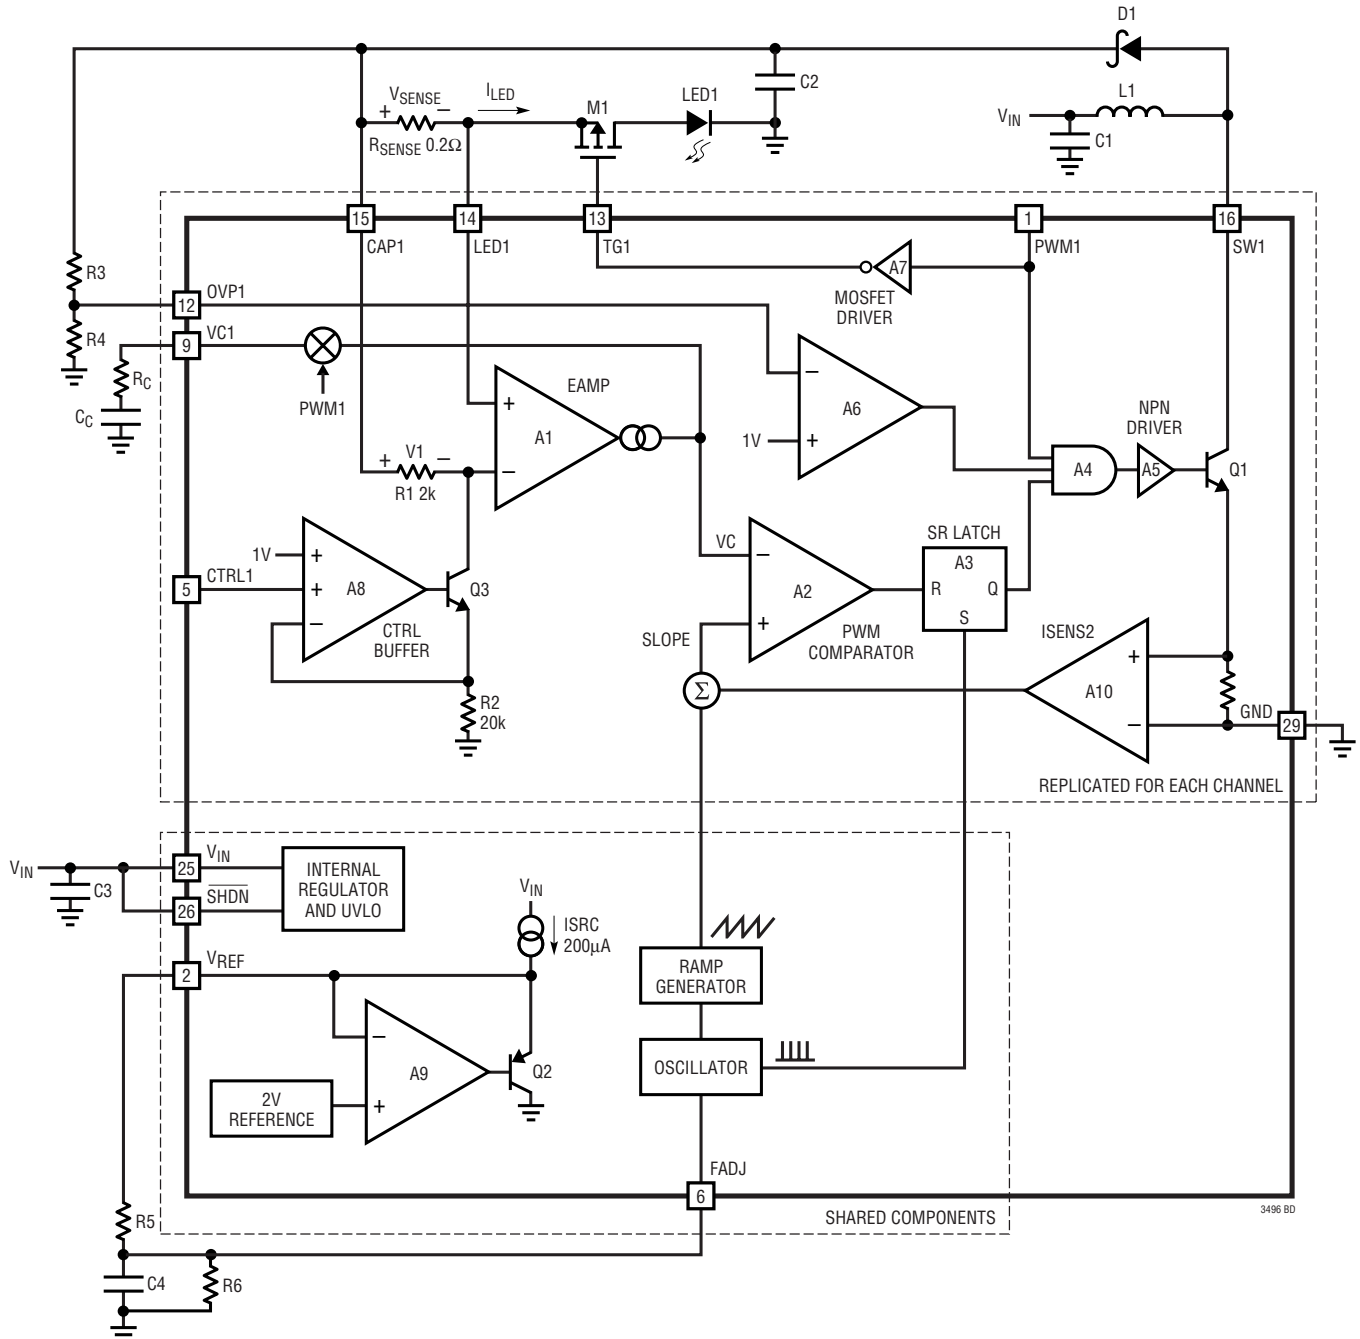 D1
L1
VIN
C1
C2
VSENSE
+ −
RSENSE 0.2Ω
ILED
M1
LED1
15
CAP1
14
LED1
13
TG1
1
PWM1
16
SW1
R3
R4
12
OVP1
9
VC1
RC
CC
PWM1
A7
MOSFET
DRIVER
EAMP
+
A1
−
+ V1 −
R1 2k
−
A6
1V
+
NPN
DRIVER
A4
A5
Q1
5
CTRL1
1V
+
+
A8
−
CTRL
BUFFER
Q3
R2
20k
VC
−
A2
+
PWM
COMPARATOR
SLOPE
Σ
SR LATCH
A3
R
Q
S
ISENS2
+
A10
−
GND
29
REPLICATED FOR EACH CHANNEL
VIN
C3
25
VIN
26
SHDN
INTERNAL
REGULATOR
AND UVLO
2
VREF
VIN
ISRC
200µA
−
A9
+
Q2
2V
REFERENCE
RAMP
GENERATOR
OSCILLATOR
FADJ
6
SHARED COMPONENTS
3496 BD
R5
C4
R6